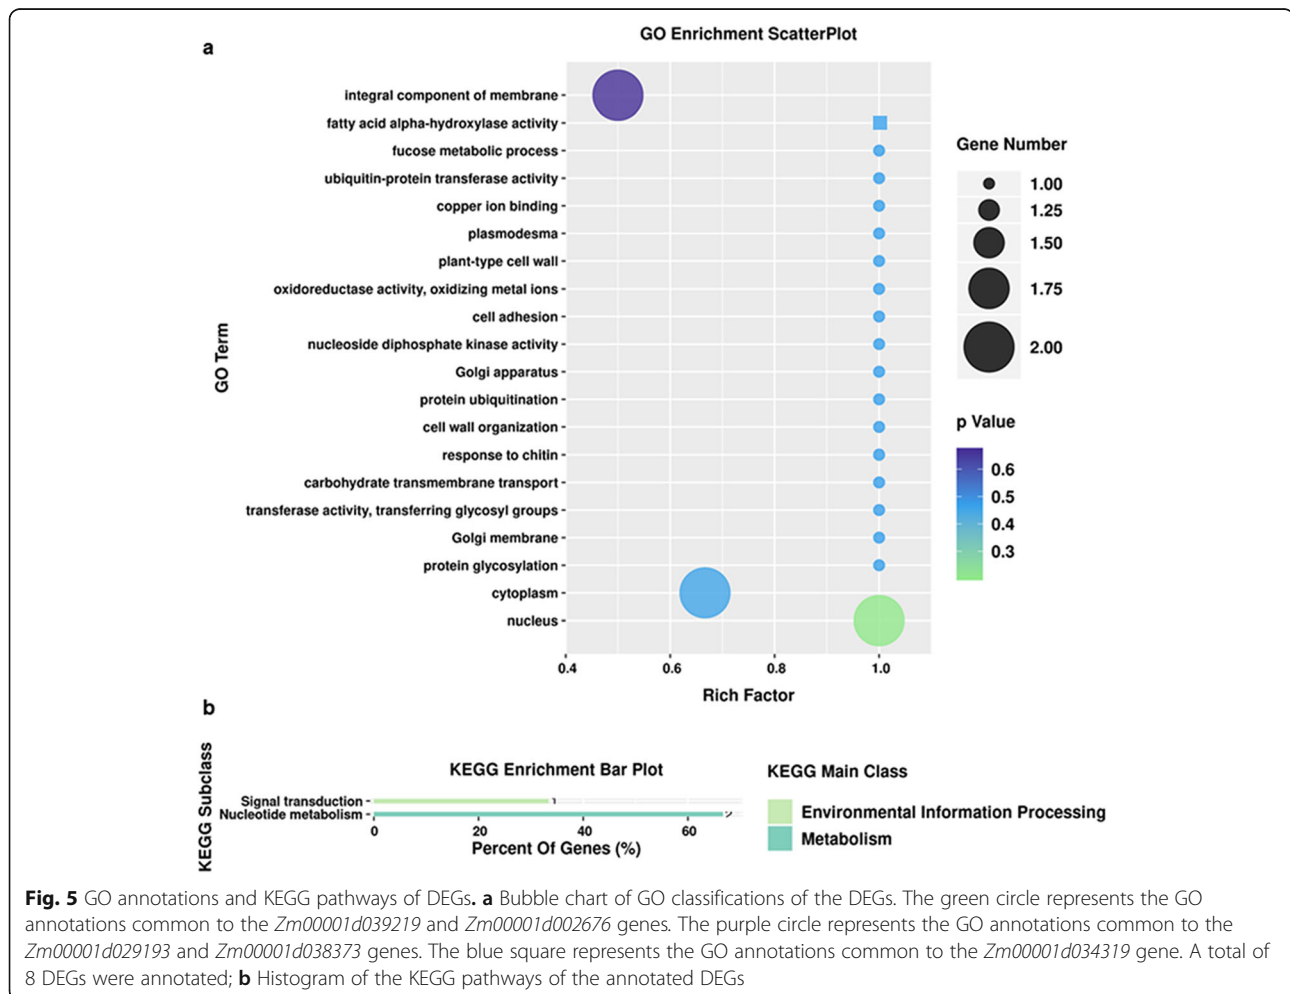 a
GO Enrichment ScatterPlot
GO Term
integral component of membrane
fatty acid alpha-hydroxylase activity
fucose metabolic process
ubiquitin-protein transferase activity
copper ion binding
plasmodesma
plant-type cell wall
oxidoreductase activity, oxidizing metal ions
cell adhesion
nucleoside diphosphate kinase activity
Golgi apparatus
protein ubiquitination
cell wall organization
response to chitin
carbohydrate transmembrane transport
transferase activity, transferring glycosyl groups
Golgi membrane
protein glycosylation
cytoplasm
nucleus
0.4 0.6 0.8 1.0
Rich Factor
Gene Number
1.00
1.25
1.50
1.75
2.00
p Value
0.6
0.5
0.4
0.3
b
KEGG Subclass
KEGG Enrichment Bar Plot
Signal transduction
Nucleotide metabolism
0 20 40 60
Percent Of Genes (%)
KEGG Main Class
Environmental Information Processing
Metabolism
Fig. 5 GO annotations and KEGG pathways of DEGs. a Bubble chart of GO classifications of the DEGs. The green circle represents the GO
annotations common to the Zm00001d039219 and Zm00001d002676 genes. The purple circle represents the GO annotations common to the
Zm00001d029193 and Zm00001d038373 genes. The blue square represents the GO annotations common to the Zm00001d034319 gene. A total of
8 DEGs were annotated; b Histogram of the KEGG pathways of the annotated DEGs